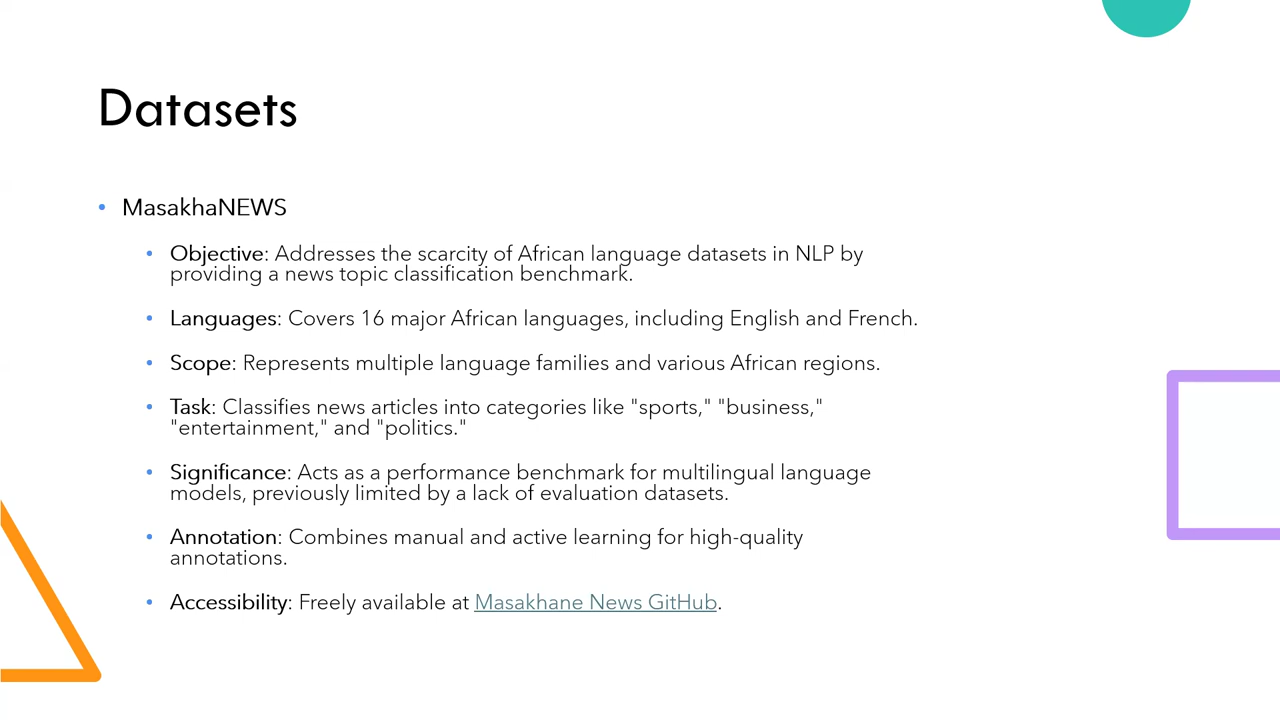 Datasets
• MasakhaNEWS
• Objective: Addresses the scarcity of African language datasets in NLP by
providing a news topic classification benchmark.
• Languages: Covers 16 major African languages, including English and French.
• Scope: Represents multiple language families and various African regions.
• Task: Classifies news articles into categories like "sports," "business,"
"entertainment," and "politics."
• Significance: Acts as a performance benchmark for multilingual language
models, previously limited by a lack of evaluation datasets.
• Annotation: Combines manual and active learning for high-quality
annotations.
• Accessibility: Freely available at Masakhane News GitHub.